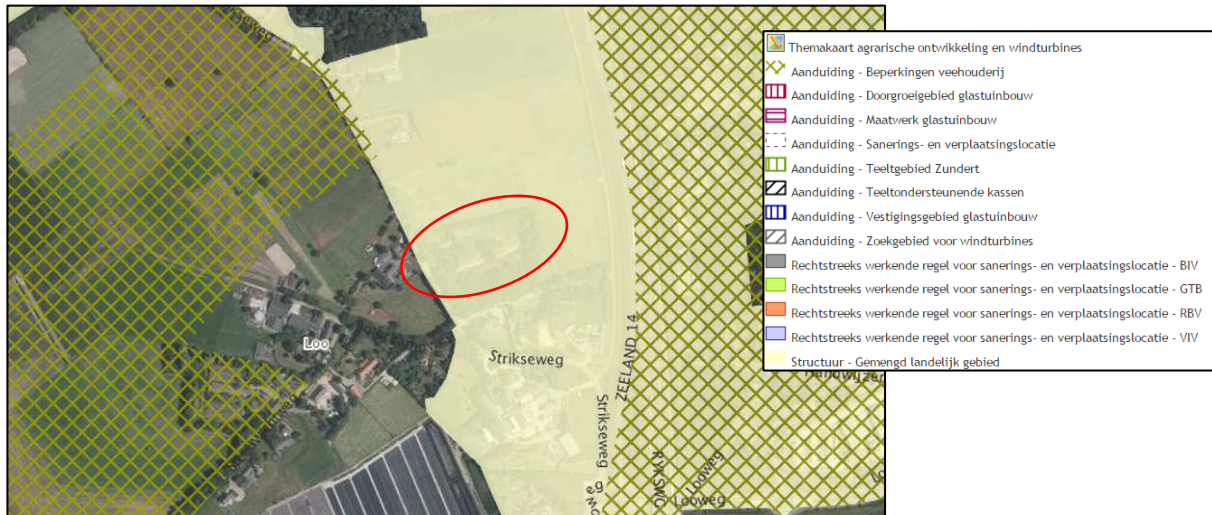 Themakaart agrarische ontwikkeling en windturbines
Aanduiding - Beperkingen veehouderij
Aanduiding - Doorgroeigebied glastuinbouw
Aanduiding - Maatwerk glastuinbouw
Aanduiding - Sanerings- en verplaatsingslocatie
Aanduiding - Teeltgebied Zundert
Aanduiding - Teeltondersteunende kassen
Aanduiding - Vestigingsgebied glastuinbouw
Aanduiding - Zoekgebied voor windturbines
Rechtstreeks werkende regel voor sanerings- en verplaatsingslocatie - BIV
Rechtstreeks werkende regel voor sanerings- en verplaatsingslocatie - GTB
Rechtstreeks werkende regel voor sanerings- en verplaatsingslocatie - RBV
Rechtstreeks werkende regel voor sanerings- en verplaatsingslocatie - VIV
Structuur - Gemengd landelijk gebied
Loo
Strikseweg
ZEELAND 14
Strikseweg
RYKSWO
Looweg
Looweg